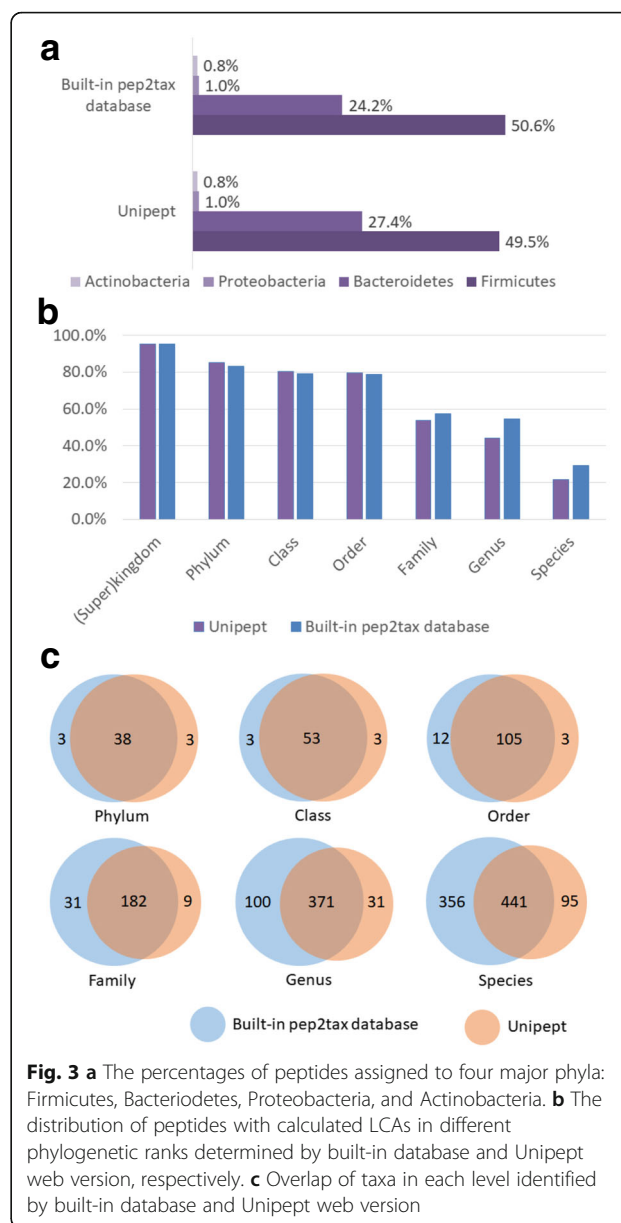 a
Built-in pep2tax
database
0.8%
1.0%
24.2%
50.6%
Unipept
0.8%
1.0%
27.4%
49.5%
Actinobacteria Proteobacteria Bacteroidetes Firmicutes
b
100.0%
80.0%
60.0%
40.0%
20.0%
0.0%
(Super)kingdom Phylum Class Order Family Genus Species
Unipept Built-in pep2tax database
c
3 38 3
Phylum
3 53 3
Class
12 105 3
Order
31 182 9
Family
100 371 31
Genus
356 441 95
Species
Built-in pep2tax database Unipept
Fig. 3 a The percentages of peptides assigned to four major phyla:
Firmicutes, Bacteriodetes, Proteobacteria, and Actinobacteria. b The
distribution of peptides with calculated LCAs in different
phylogenetic ranks determined by built-in database and Unipept
web version, respectively. c Overlap of taxa in each level identified
by built-in database and Unipept web version